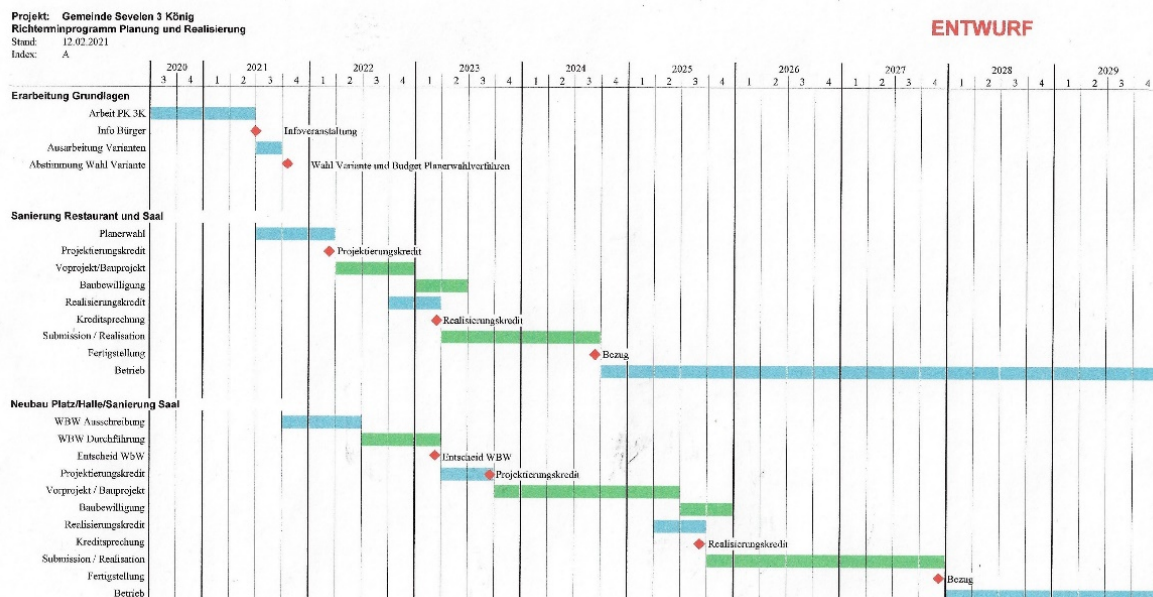 Projekt: Gemeinde Sevelen 3 König
Richterminprogramm Planung und Realisierung
Stand: 12.02.2021
Index: A
ENTWURF
2020 2021 2022 2023 2024 2025 2026 2027 2028 2029
3 4 1 2 3 4 1 2 3 4 1 2 3 4 1 2 3 4 1 2 3 4 1 2 3 4 1 2 3 4 1 2 3 4 1 2 3 4
Erarbeitung Grundlagen
Arbeit PK 3K
Info Bürger Infoveranstaltung
Ausarbeitung Varianten
Abstimmung Wahl Variante Wahl Variante und Budget Planerwahlverfahren
Sanierung Restaurant und Saal
Planerwahl
Projektierungskredit Projektierungskredit
Voprojekt/Bauprojekt
Baubewilligung
Realisierungskredit
Kreditsprechung Realisierungskredit
Submission / Realisation
Fertigstellung Bezug
Betrieb
Neubau Platz/Halle/Sanierung Saal
WBW Ausschreibung
WBW Durchführung
Entscheid WbW Entscheid WBW
Projektierungskredit Projektierungskredit
Vorprojekt / Bauprojekt
Baubewilligung
Realisierungskredit
Kreditsprechung Realisierungskredit
Submission / Realisation
Fertigstellung Bezug
Betrieb